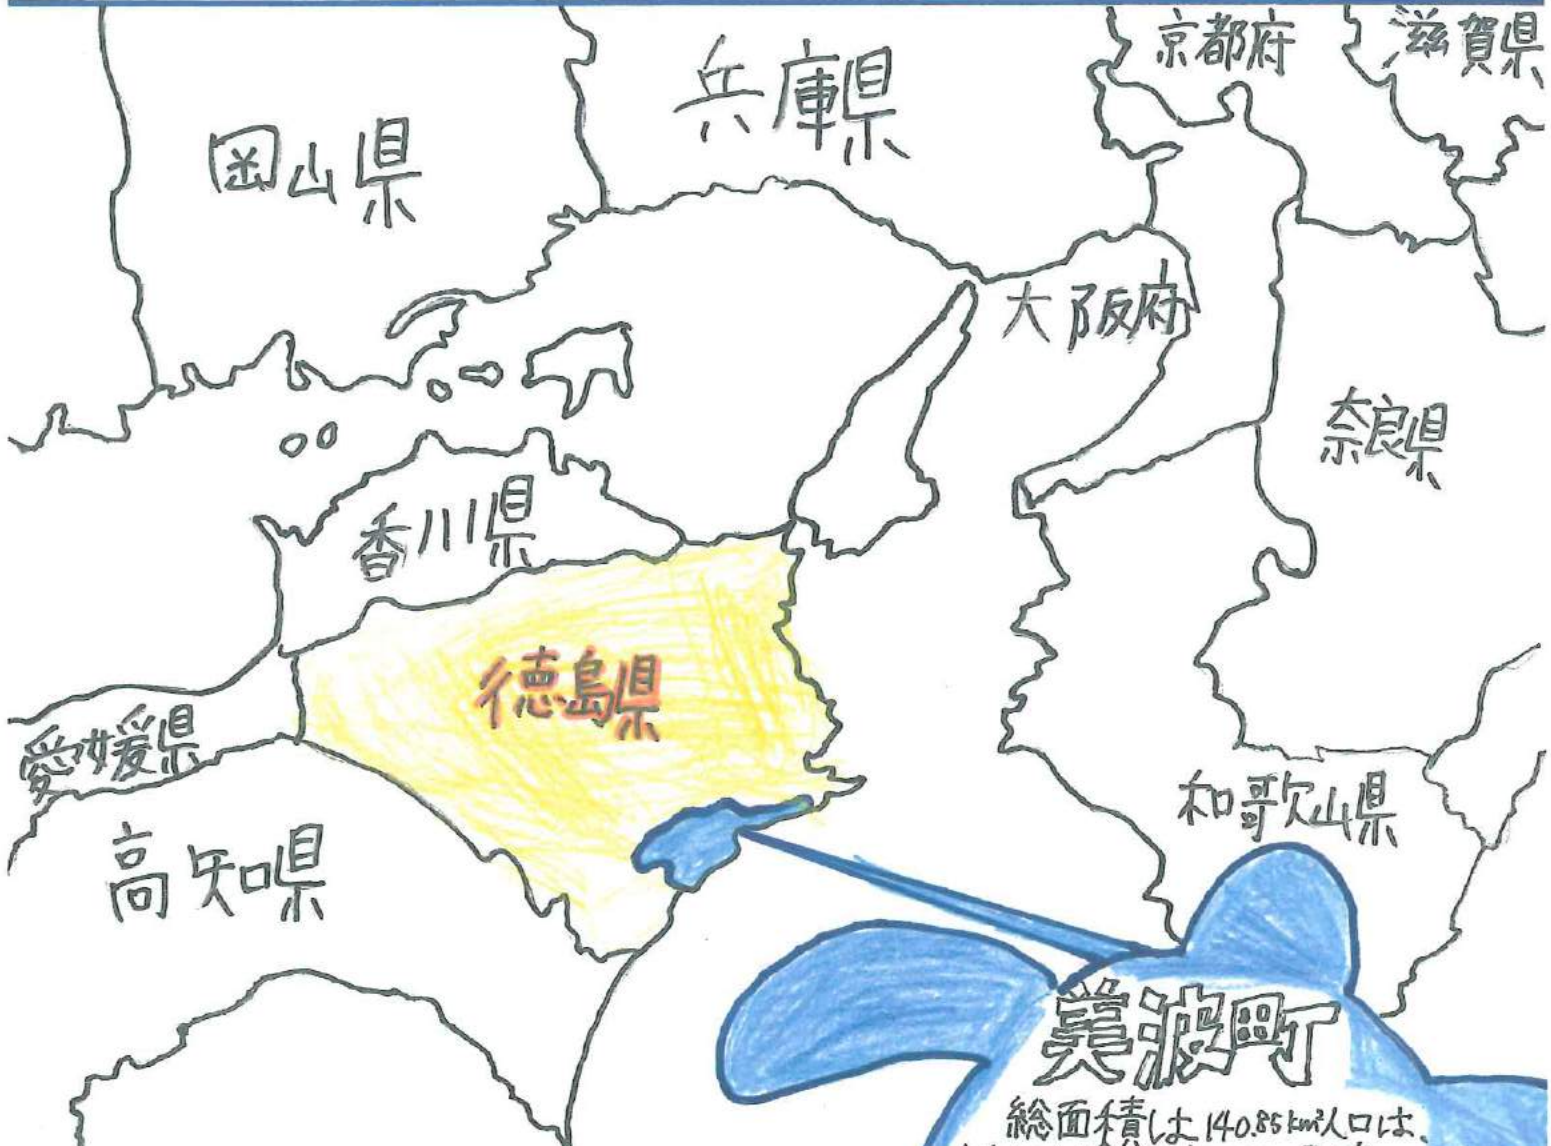 京都府
滋賀県
兵庫県
岡山県
大阪府
奈良県
香川県
徳島県
愛媛県
和歌山県
高知県
美波町
総面積は140.85km²人口は、